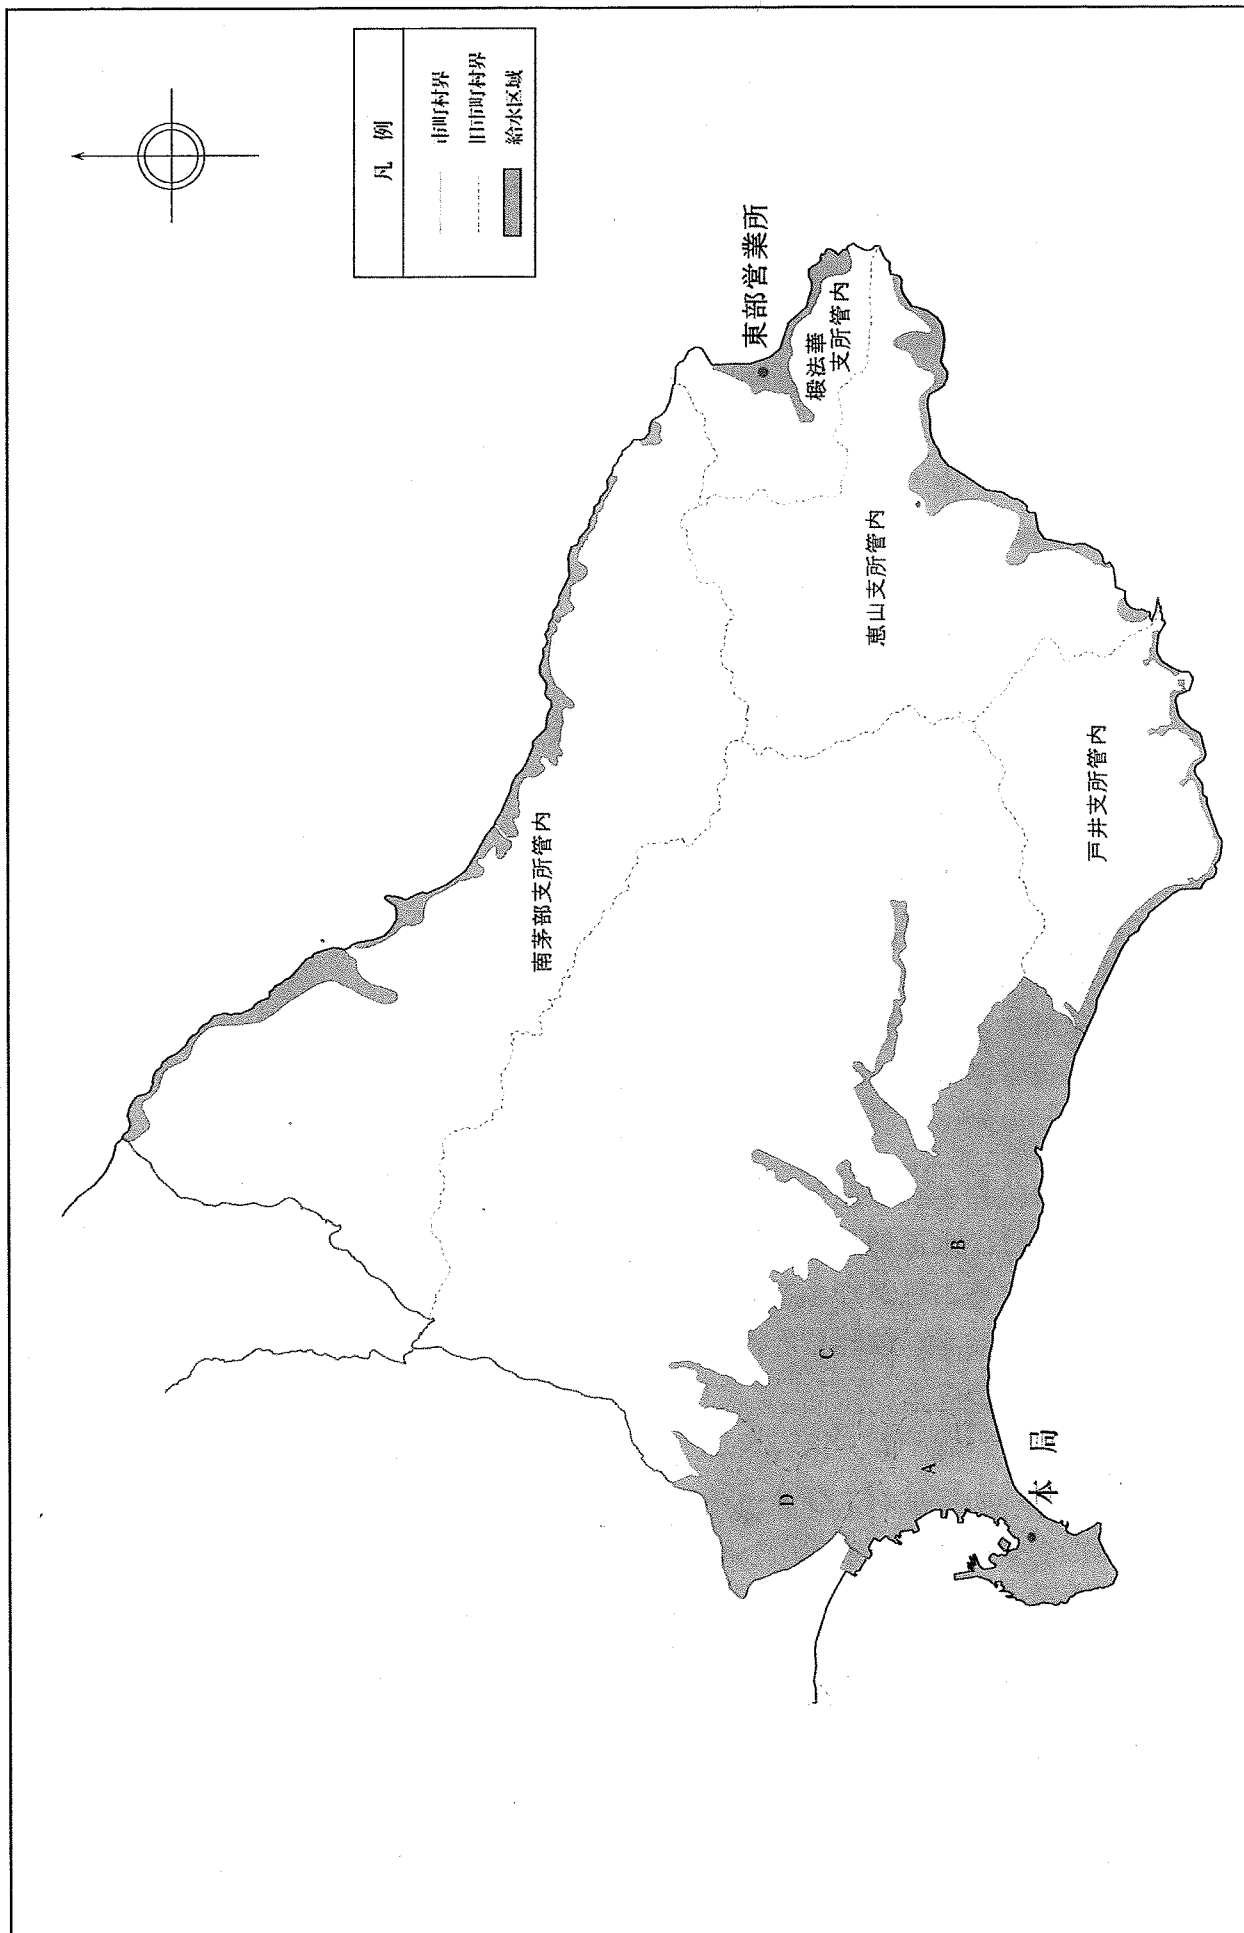 凡　例
市町村界
旧市町村界
給水区域
東部営業所
椴法華
支所管内
恵山支所管内
南茅部支所管内
戸井支所管内
B
C
A
D
本　局